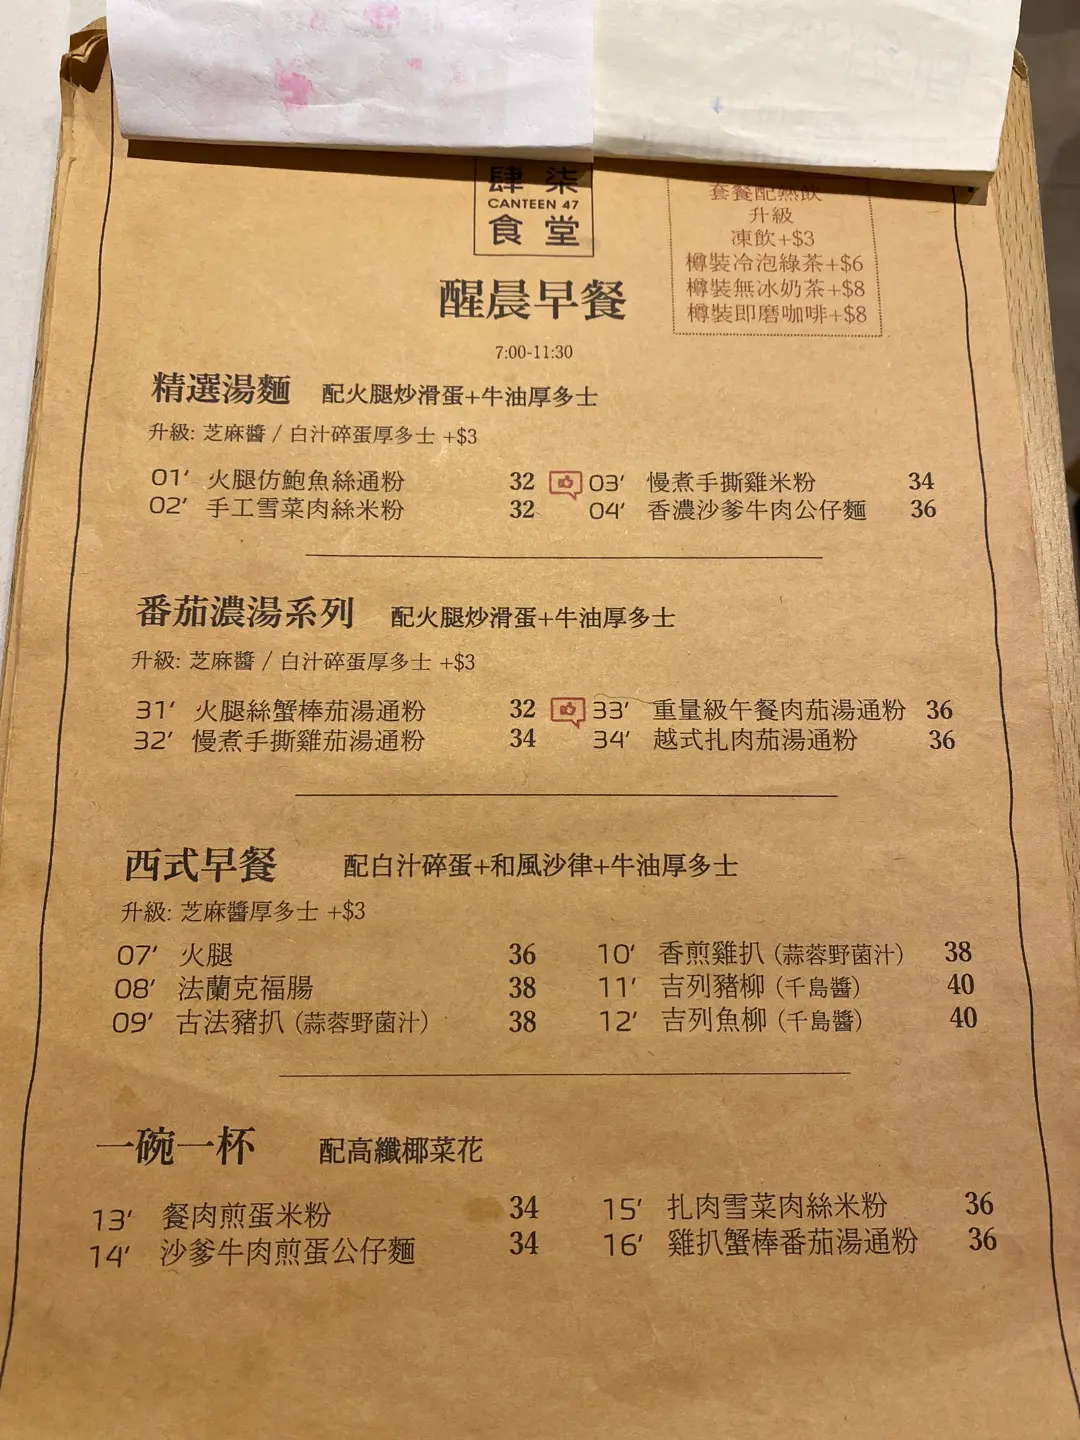 肆柒
CANTEEN 47
食堂
套餐配熱飲
升級
凍飲+$3
樽裝冷泡綠茶+$6
樽裝無冰奶茶+$8
樽裝即磨咖啡+$8
醒晨早餐
7:00-11:30
精選湯麵 配火腿炒滑蛋+牛油厚多士
升級: 芝麻醬 / 白汁碎蛋厚多士 +$3
01' 火腿仿鮑魚絲通粉 32 03' 慢煮手撕雞米粉 34
02' 手工雪菜肉絲米粉 32 04' 香濃沙爹牛肉公仔麵 36
番茄濃湯系列 配火腿炒滑蛋+牛油厚多士
升級: 芝麻醬 / 白汁碎蛋厚多士 +$3
31' 火腿絲蟹棒茄湯通粉 32 33' 重量級午餐肉茄湯通粉 36
32' 慢煮手撕雞茄湯通粉 34 34' 越式扎肉茄湯通粉 36
西式早餐 配白汁碎蛋+和風沙律+牛油厚多士
升級: 芝麻醬厚多士 +$3
07' 火腿 36 10' 香煎雞扒 (蒜蓉野菌汁) 38
08' 法蘭克福腸 38 11' 吉列豬柳 (千島醬) 40
09' 古法豬扒 (蒜蓉野菌汁) 38 12' 吉列魚柳 (千島醬) 40
一碗一杯 配高纖椰菜花
13' 餐肉煎蛋米粉 34 15' 扎肉雪菜肉絲米粉 36
14' 沙爹牛肉煎蛋公仔麵 34 16' 雞扒蟹棒番茄湯通粉 36